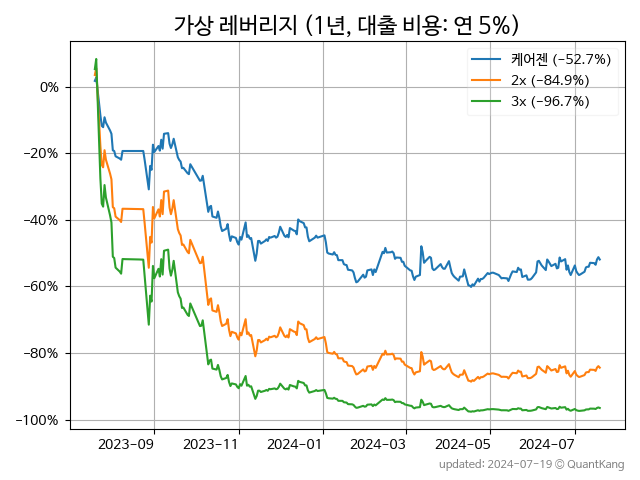 가상 레버리지 (1년, 대출 비용: 연 5%)
케어젠 (−52.7%)
2x (−84.9%)
3x (−96.7%)
0%
−20%
−40%
−60%
−80%
−100%
2023-09
2023-11
2024-01
2024-03
2024-05
2024-07
updated: 2024-07-19 © QuantKang